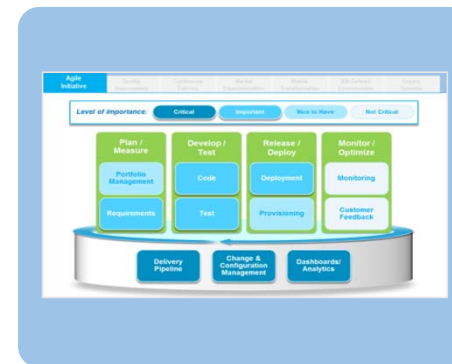 Agile
Initiative
Level of importance:
Critical
Important
Nice to Have
Not Critical
Plan /
Measure
Develop /
Test
Release /
Deploy
Monitor /
Optimize
Portfolio
Management
Code
Deployment
Monitoring
Requirements
Test
Provisioning
Customer
Feedback
Delivery
Pipeline
Change &
Configuration
Management
Dashboards/
Analytics